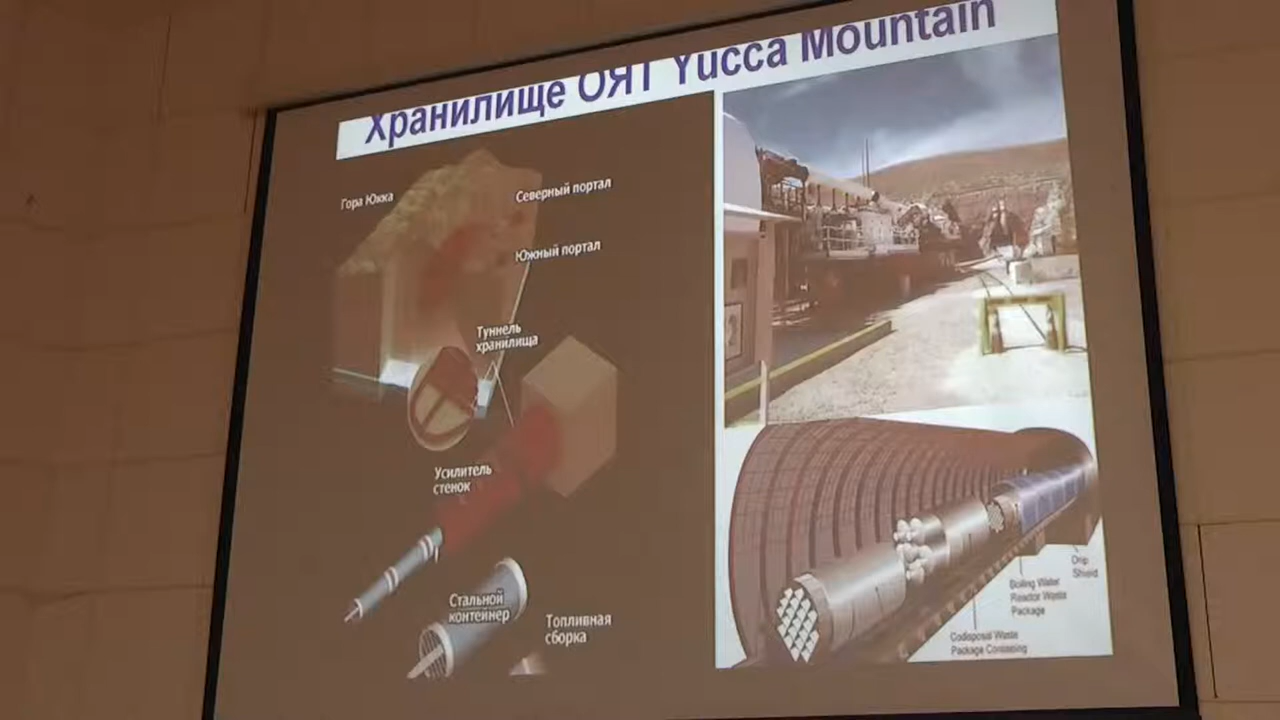 Хранилище ОЯТ Yucca Mountain
Гора Юкка
Северный портал
Южный портал
Туннель
хранилища
Усилитель
стенок
Стальной
контейнер
Топливная
сборка
Drip
Shield
Boiling Water
Reactor Waste
Package
Codisposal Waste
Package Containing